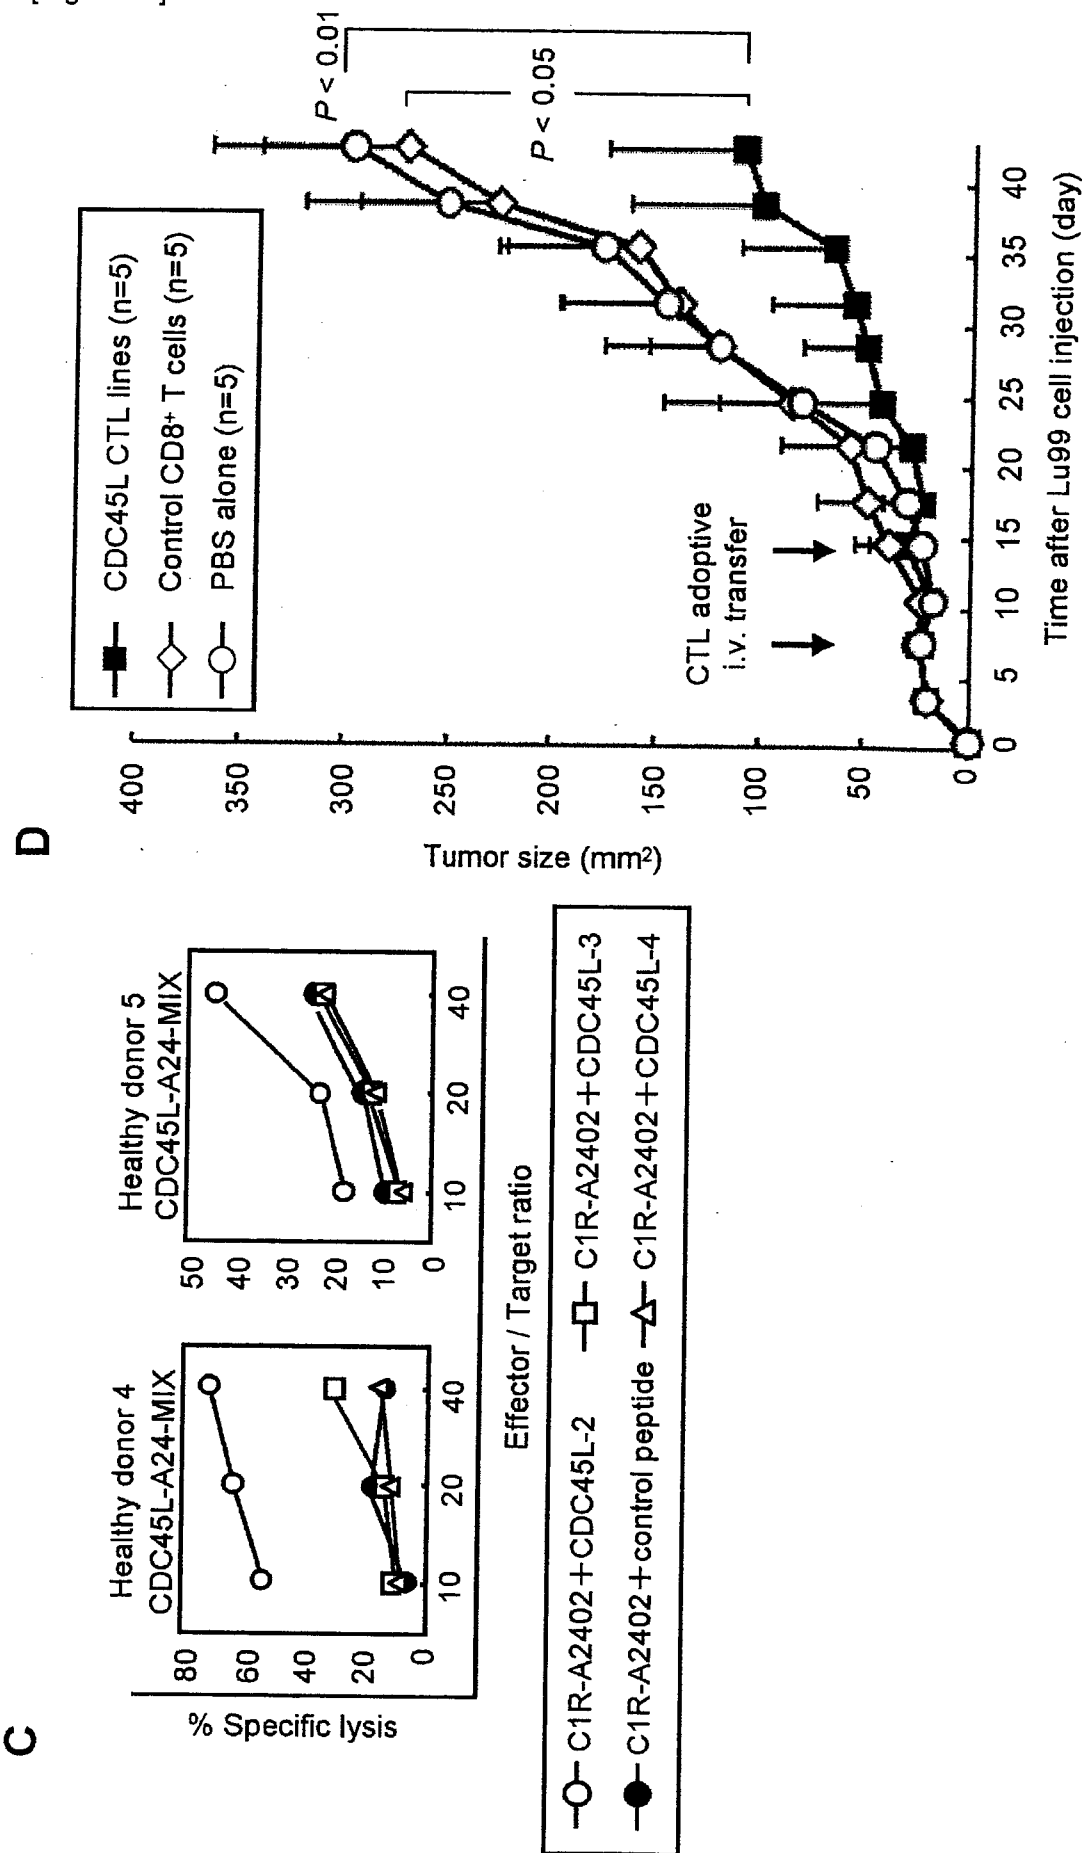 C
% Specific lysis
Healthy donor 4
CDC45L-A24-MIX
80
60
40
20
0
10
20
40
Healthy donor 5
CDC45L-A24-MIX
50
40
30
20
10
0
10
20
40
Effector / Target ratio
C1R-A2402+CDC45L-2
C1R-A2402+CDC45L-3
C1R-A2402+control peptide
C1R-A2402+CDC45L-4
D
Tumor size (mm²)
400
350
300
250
200
150
100
50
0
CDC45L CTL lines (n=5)
Control CD8⁺ T cells (n=5)
PBS alone (n=5)
P < 0.01
P < 0.05
CTL adoptive
i.v. transfer
0
5
10
15
20
25
30
35
40
Time after Lu99 cell injection (day)